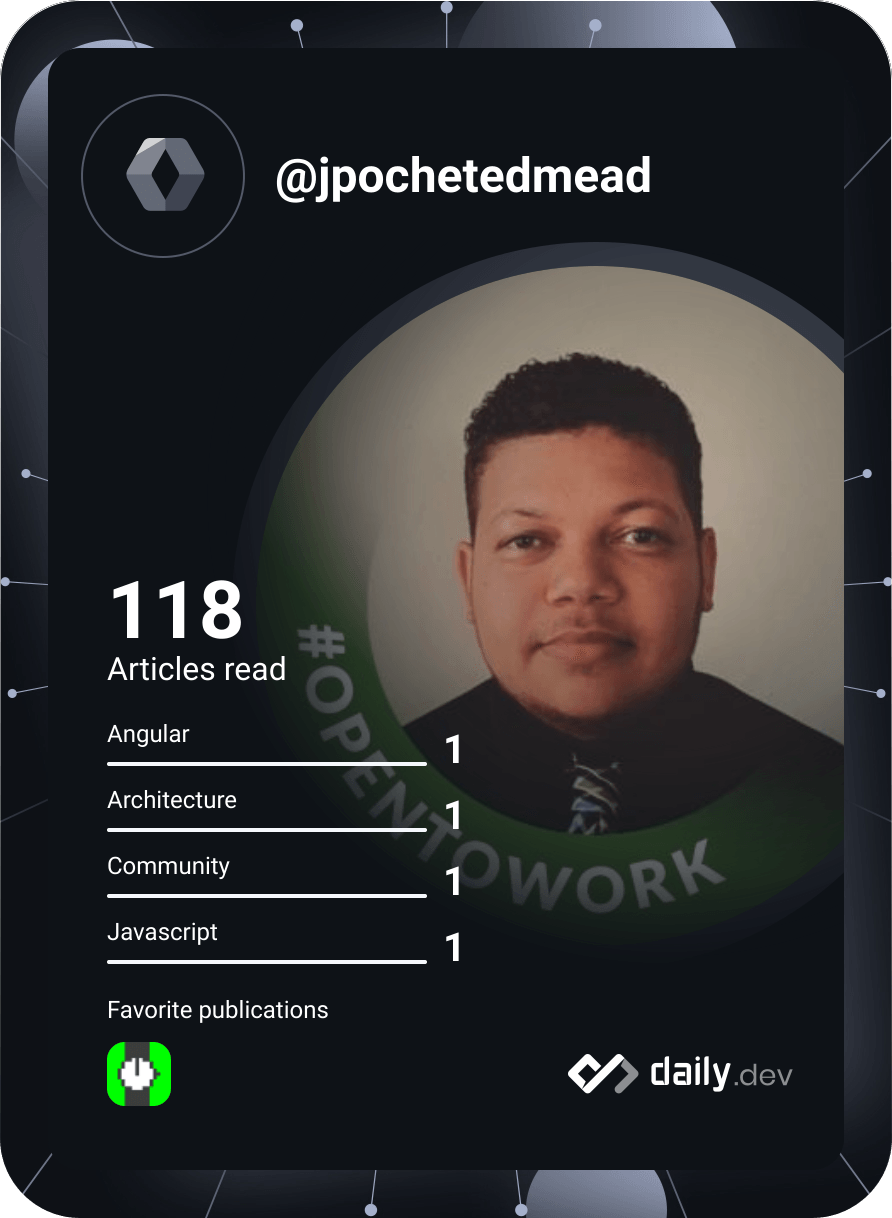 @jpochetedmead
118
Articles read
#OPENTOWORK
Angular 1
Architecture 1
Community 1
Javascript 1
Favorite publications
daily.dev